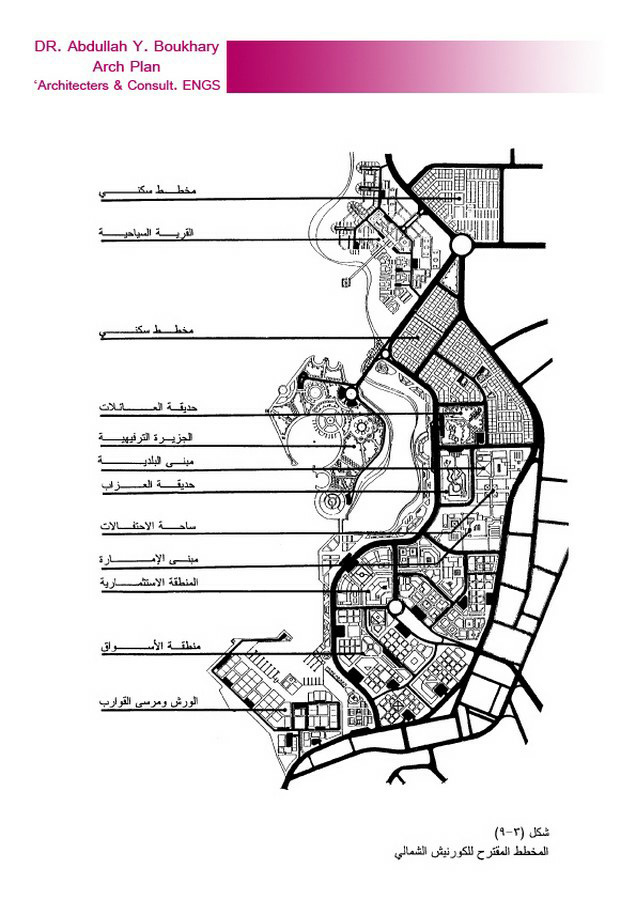 DR. Abdullah Y. Boukhary
Arch Plan
‘Architecters & Consult. ENGS
مخطط سكني
القرية السياحية
مخطط سكني
حديقة العائلات
الجزيرة الترفيهية
مبنى البلدية
حديقة العزاب
ساحة الاحتفالات
مبنى الإمارة
المنطقة الاستثمارية
منطقة الأسواق
الورش ومرسى القوارب
شكل (٣-٩)
المخطط المقترح للكورنيش الشمالي